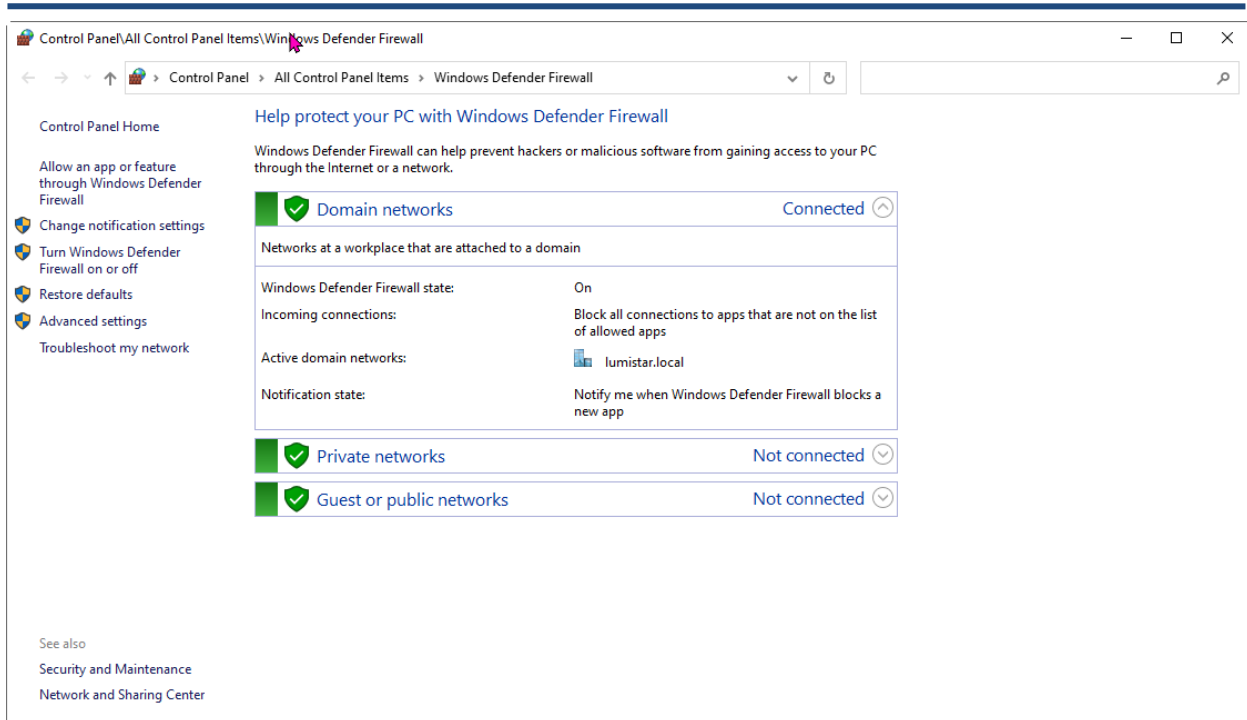 Control Panel\All Control Panel Items\Windows Defender Firewall
Control Panel > All Control Panel Items > Windows Defender Firewall
Control Panel Home
Allow an app or feature
through Windows Defender
Firewall
Change notification settings
Turn Windows Defender
Firewall on or off
Restore defaults
Advanced settings
Troubleshoot my network
Help protect your PC with Windows Defender Firewall
Windows Defender Firewall can help prevent hackers or malicious software from gaining access to your PC
through the Internet or a network.
Domain networks Connected
Networks at a workplace that are attached to a domain
Windows Defender Firewall state: On
Incoming connections: Block all connections to apps that are not on the list
of allowed apps
Active domain networks: lumistar.local
Notification state: Notify me when Windows Defender Firewall blocks a
new app
Private networks Not connected
Guest or public networks Not connected
See also
Security and Maintenance
Network and Sharing Center